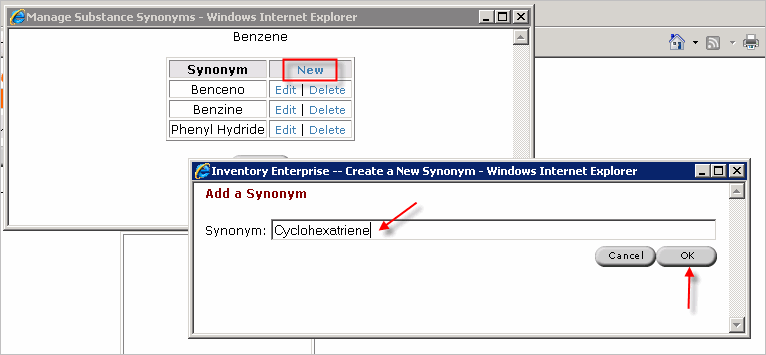 Manage Substance Synonyms - Windows Internet Explorer
Benzene
Synonym New
Benceno Edit | Delete
Benzine Edit | Delete
Phenyl Hydride Edit | Delete
Inventory Enterprise -- Create a New Synonym - Windows Internet Explorer
Add a Synonym
Synonym: Cyclohexatriene
Cancel OK